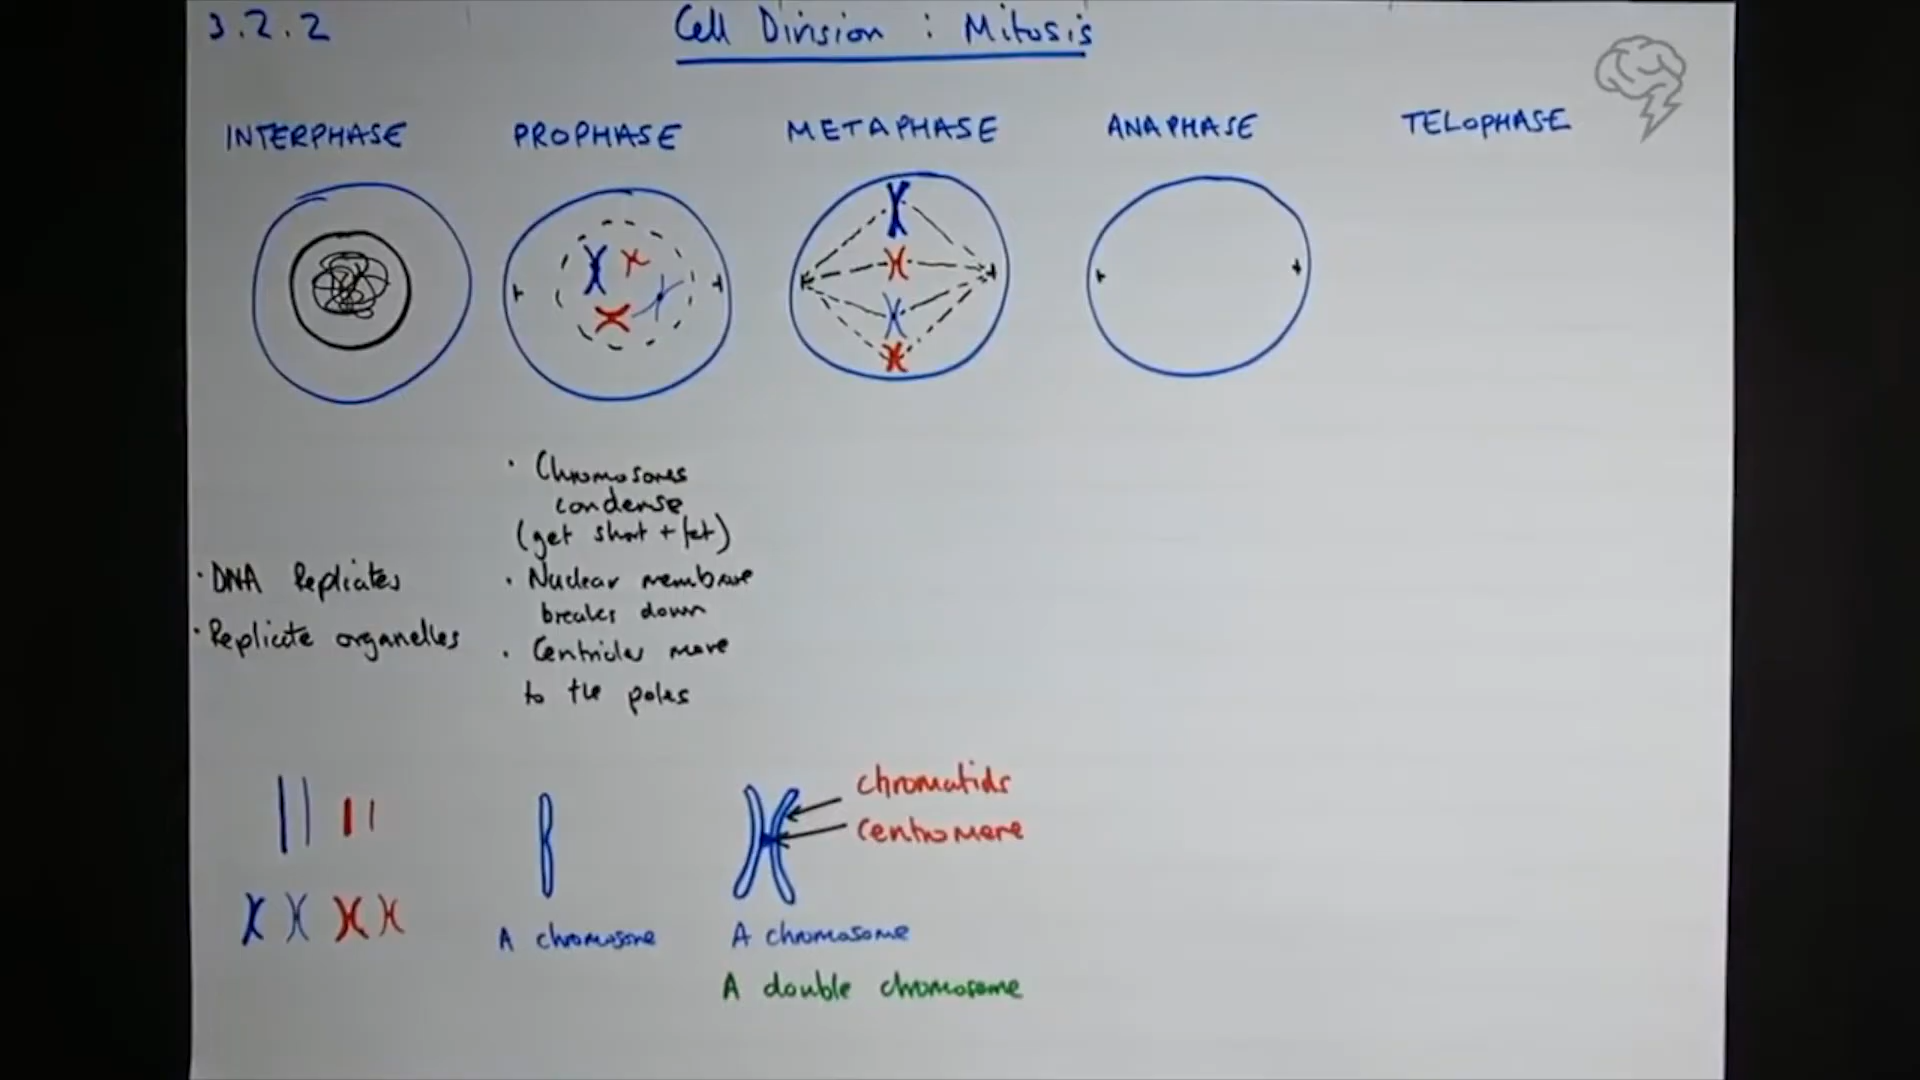 3.2.2
Cell Division : Mitosis
INTERPHASE
PROPHASE
METAPHASE
ANAPHASE
TELOPHASE
· DNA Replicates
· Replicate organelles
· Chromosomes
condense
(get short + fat)
· Nuclear membrane
breaks down
· Centrioles move
to the poles
chromatids
centromere
A chromosome
A chromosome
A double chromosome